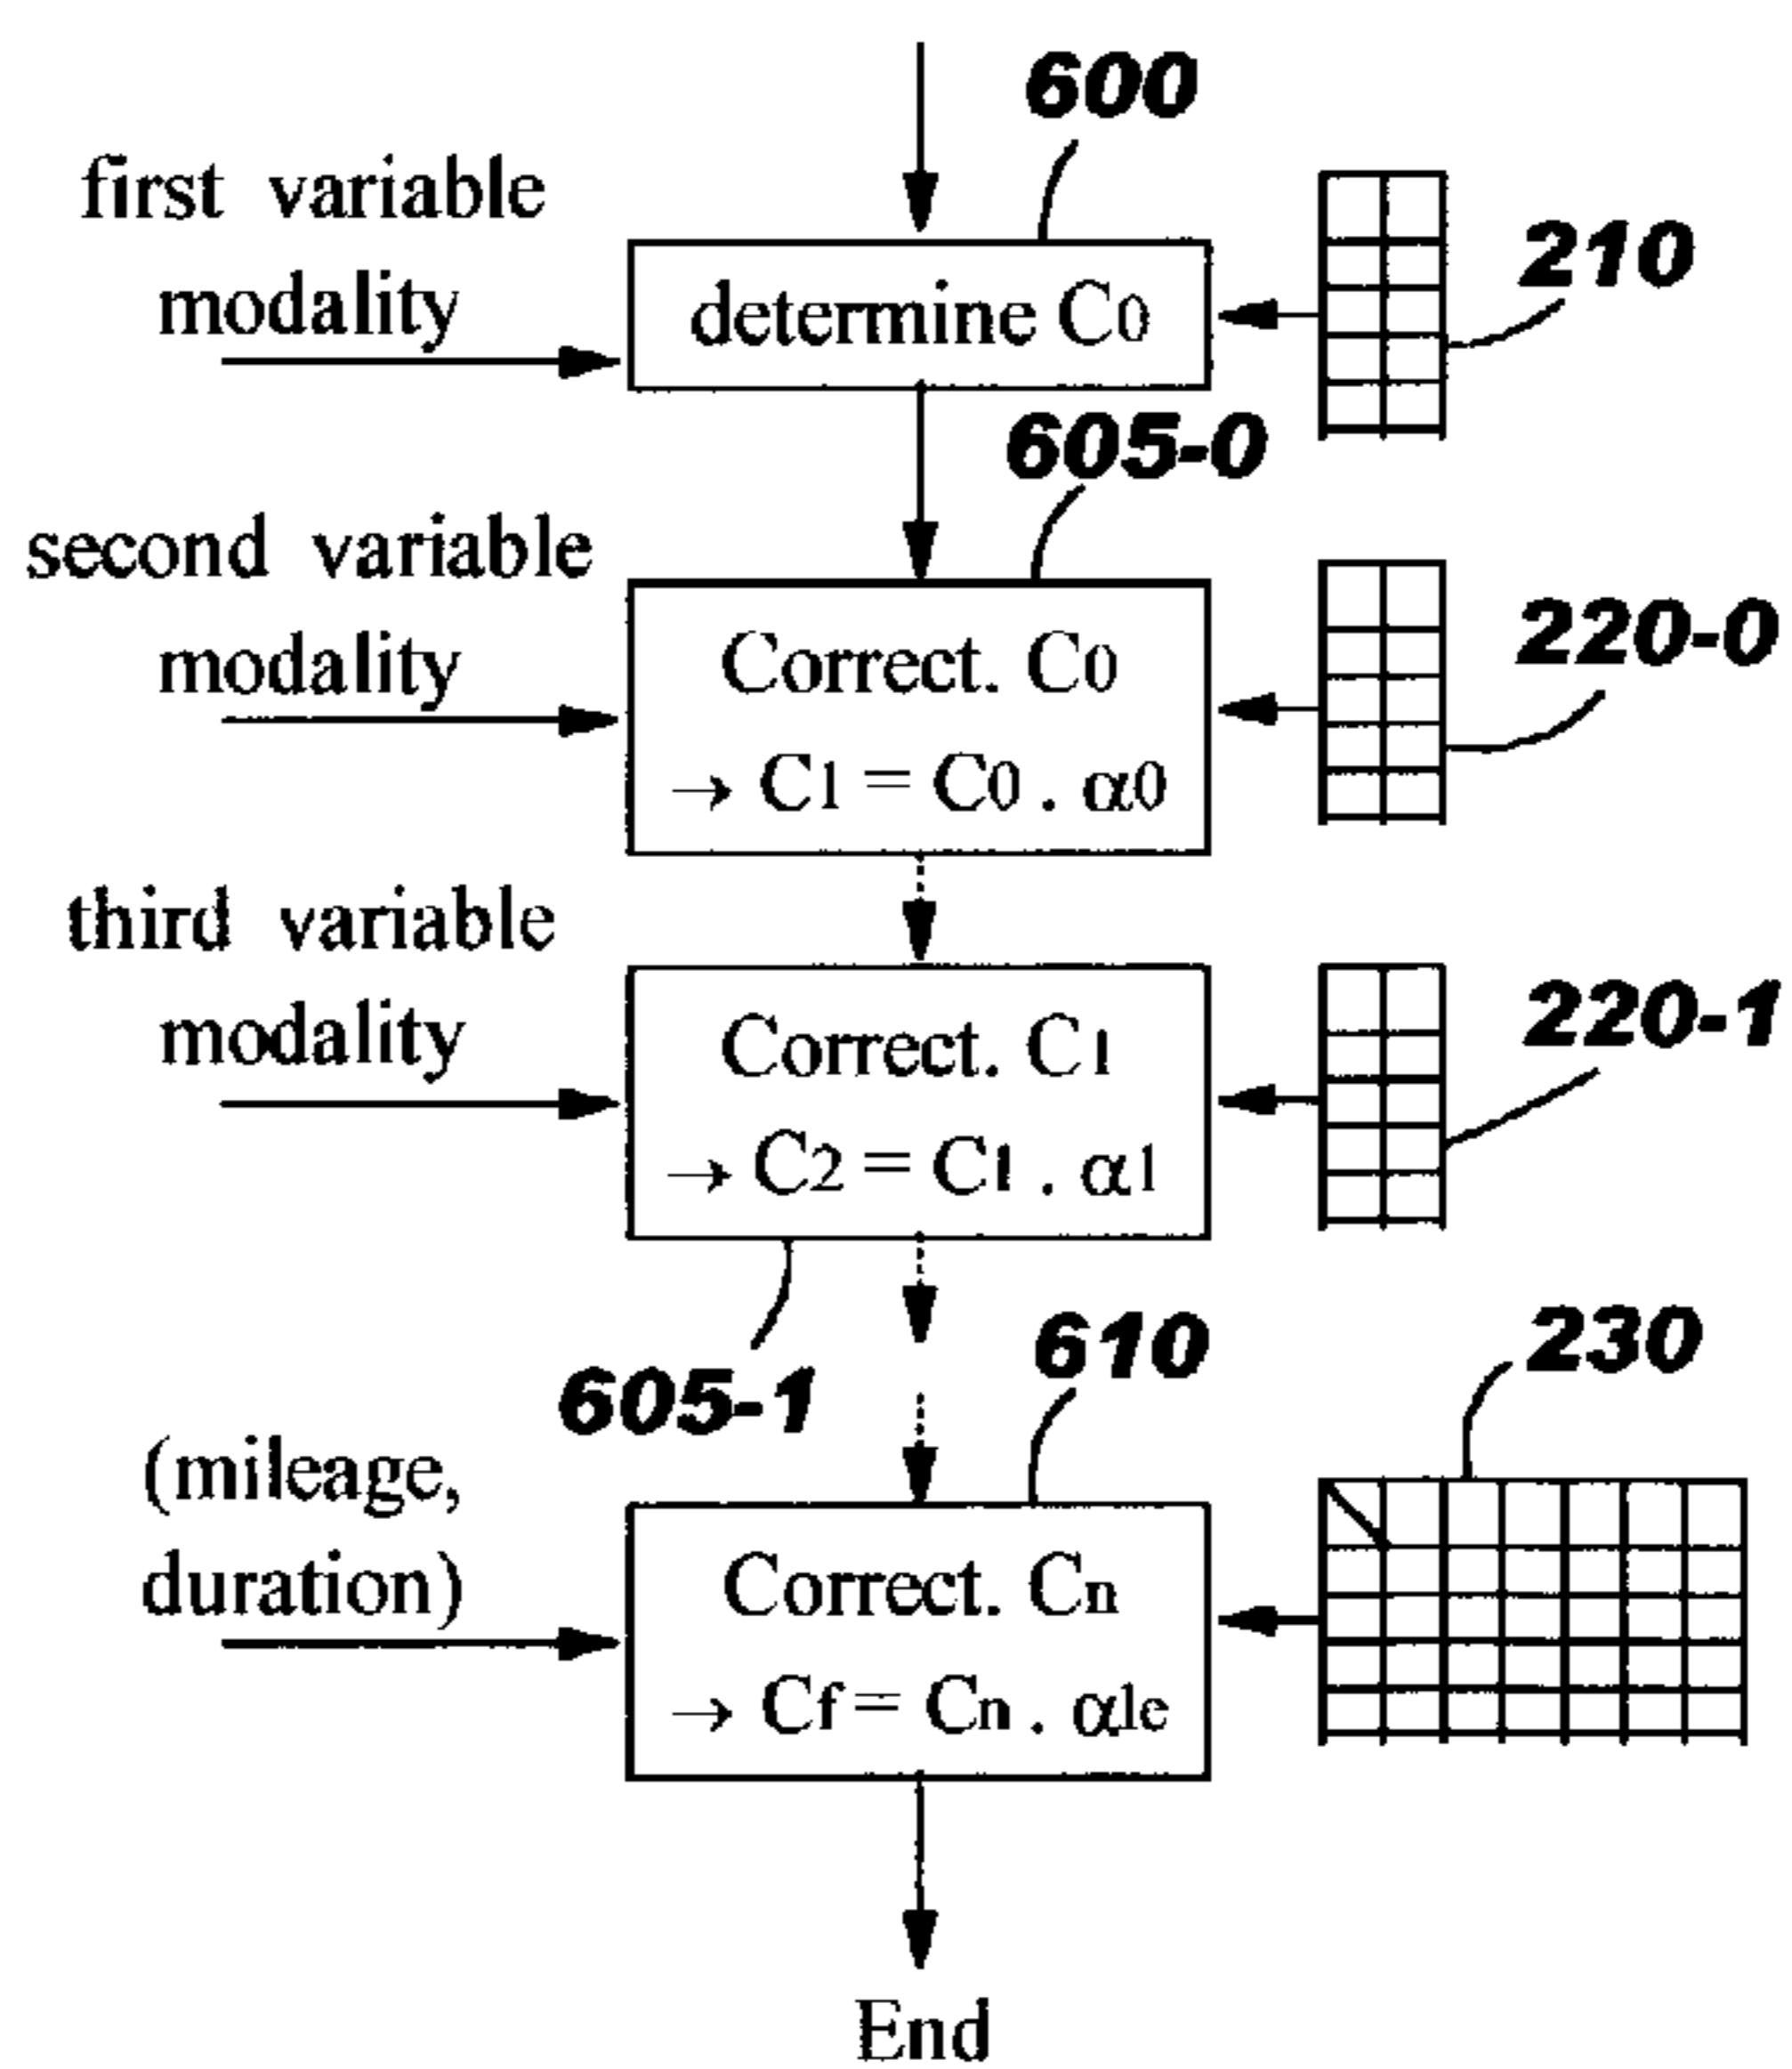 600
first variable
modality
determine C0
210
605-0
second variable
modality
Correct. C0
→ C1 = C0 . α0
220-0
third variable
modality
Correct. C1
→ C2 = C1 . α1
220-1
605-1
610
230
(mileage,
duration)
Correct. Cn
→ Cf = Cn . αle
End